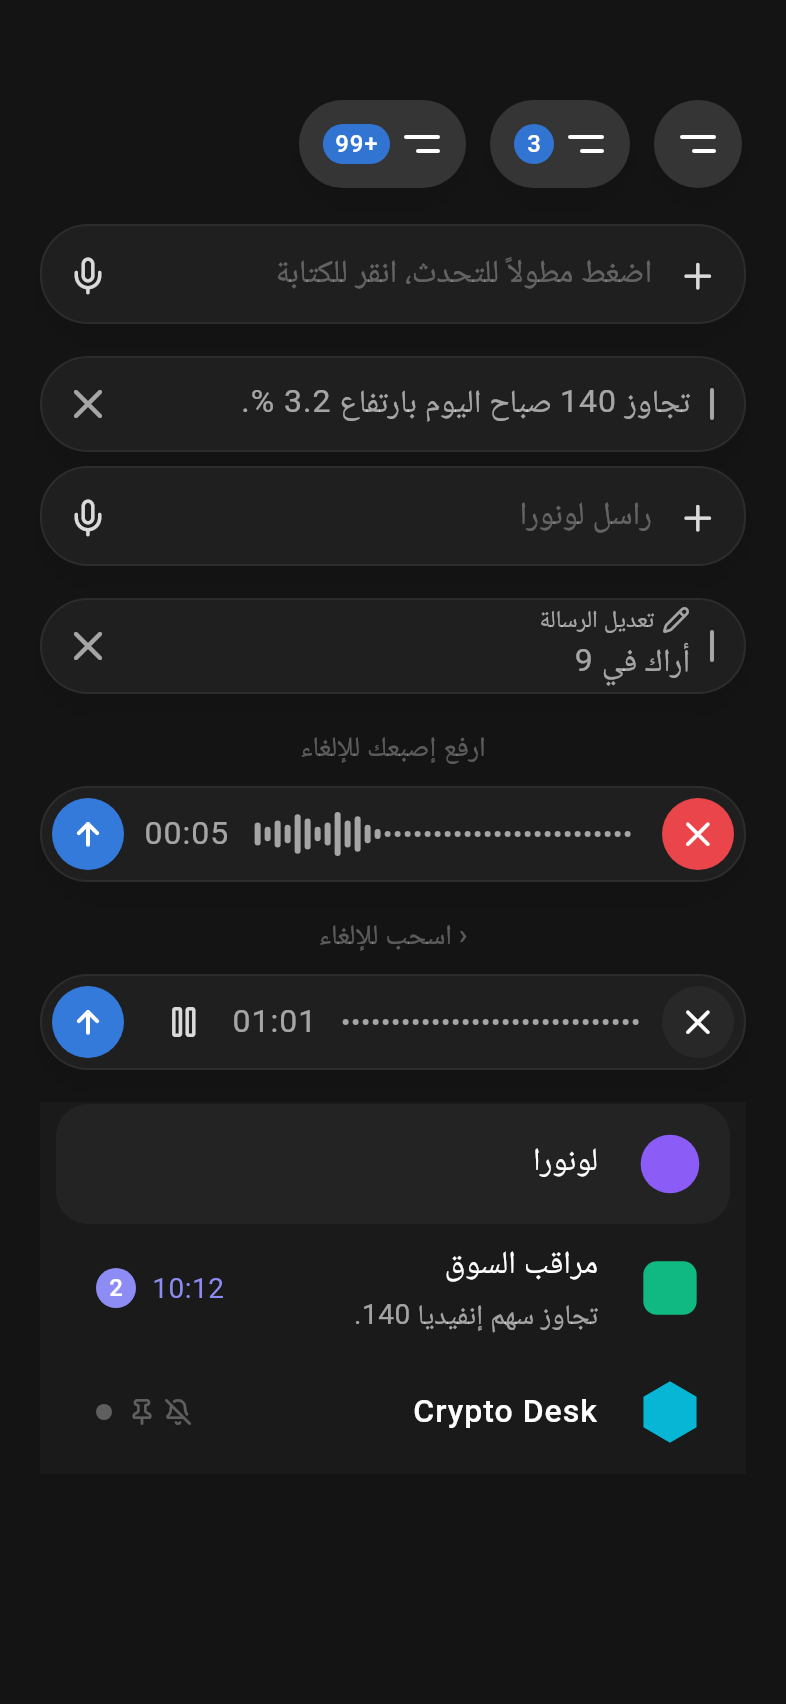 3
99+
اضغط مطولاً للتحدث، انقر للكتابة
تجاوز 140 صباح اليوم بارتفاع 3.2 %.
راسل لونورا
تعديل الرسالة
أراك في 9
ارفع إصبعك للإلغاء
00:05
‹ اسحب للإلغاء
01:01
لونورا
مراقب السوق
10:12 2
تجاوز سهم إنفيديا 140.
Crypto Desk